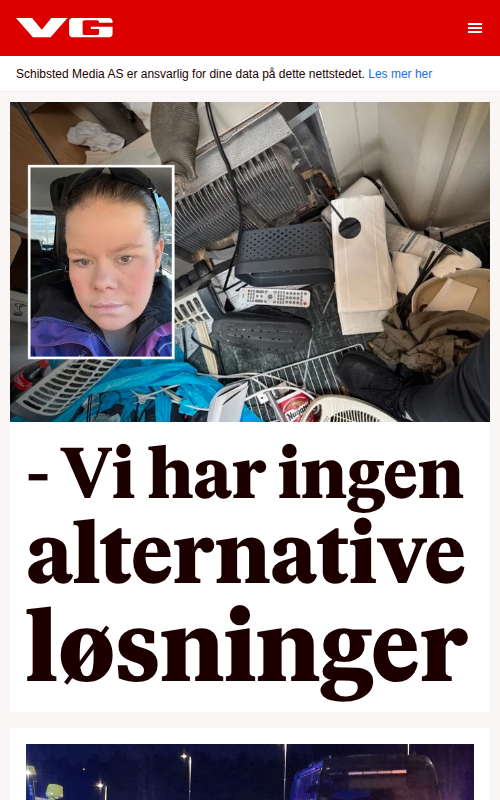 VG
Schibsted Media AS er ansvarlig for dine data på dette nettstedet. Les mer her
- Vi har ingen
alternative
løsninger